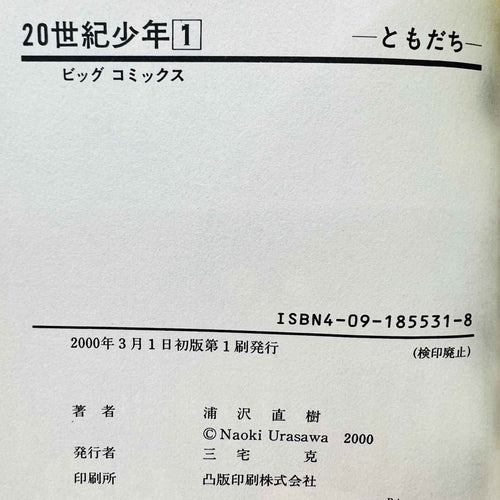 20世紀少年1 ―ともだち―
ビッグ コミックス
ISBN4-09-185531-8
2000年3月1日初版第1刷発行 (検印廃止)
著者 浦沢直樹
©Naoki Urasawa 2000
発行者 三宅克
印刷所 凸版印刷株式会社